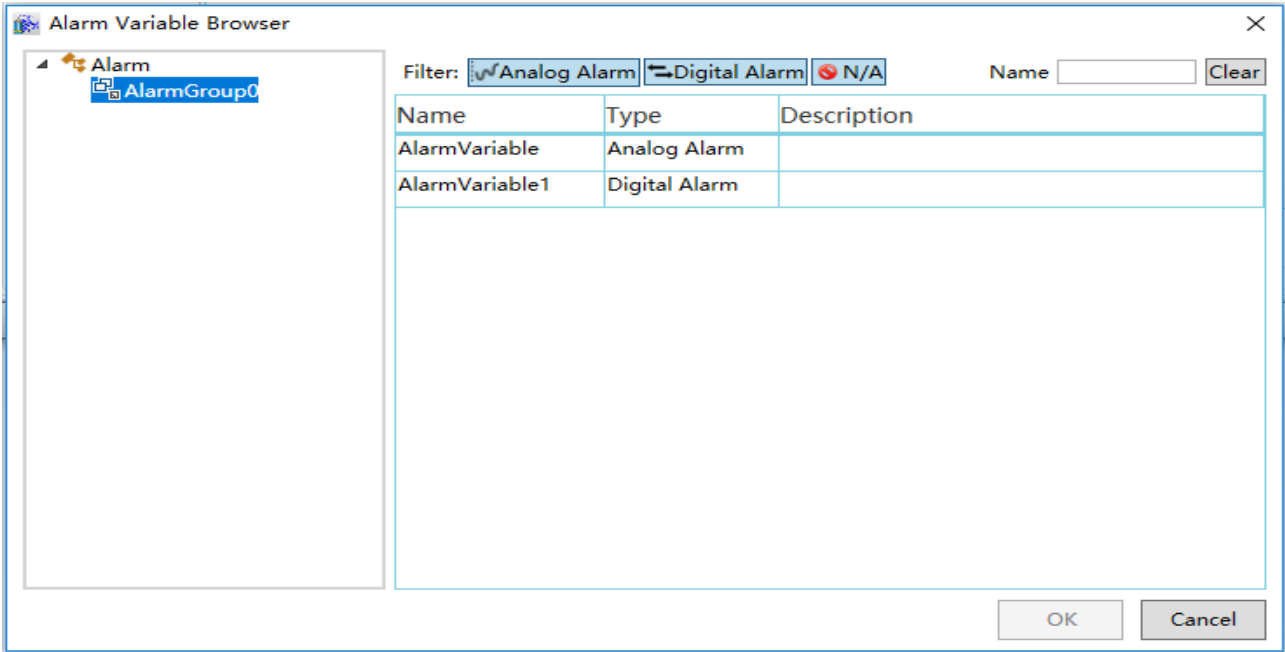 Alarm Variable Browser
Alarm
AlarmGroup0
Filter: Analog Alarm Digital Alarm N/A Name Clear
Name Type Description
AlarmVariable Analog Alarm
AlarmVariable1 Digital Alarm
OK Cancel